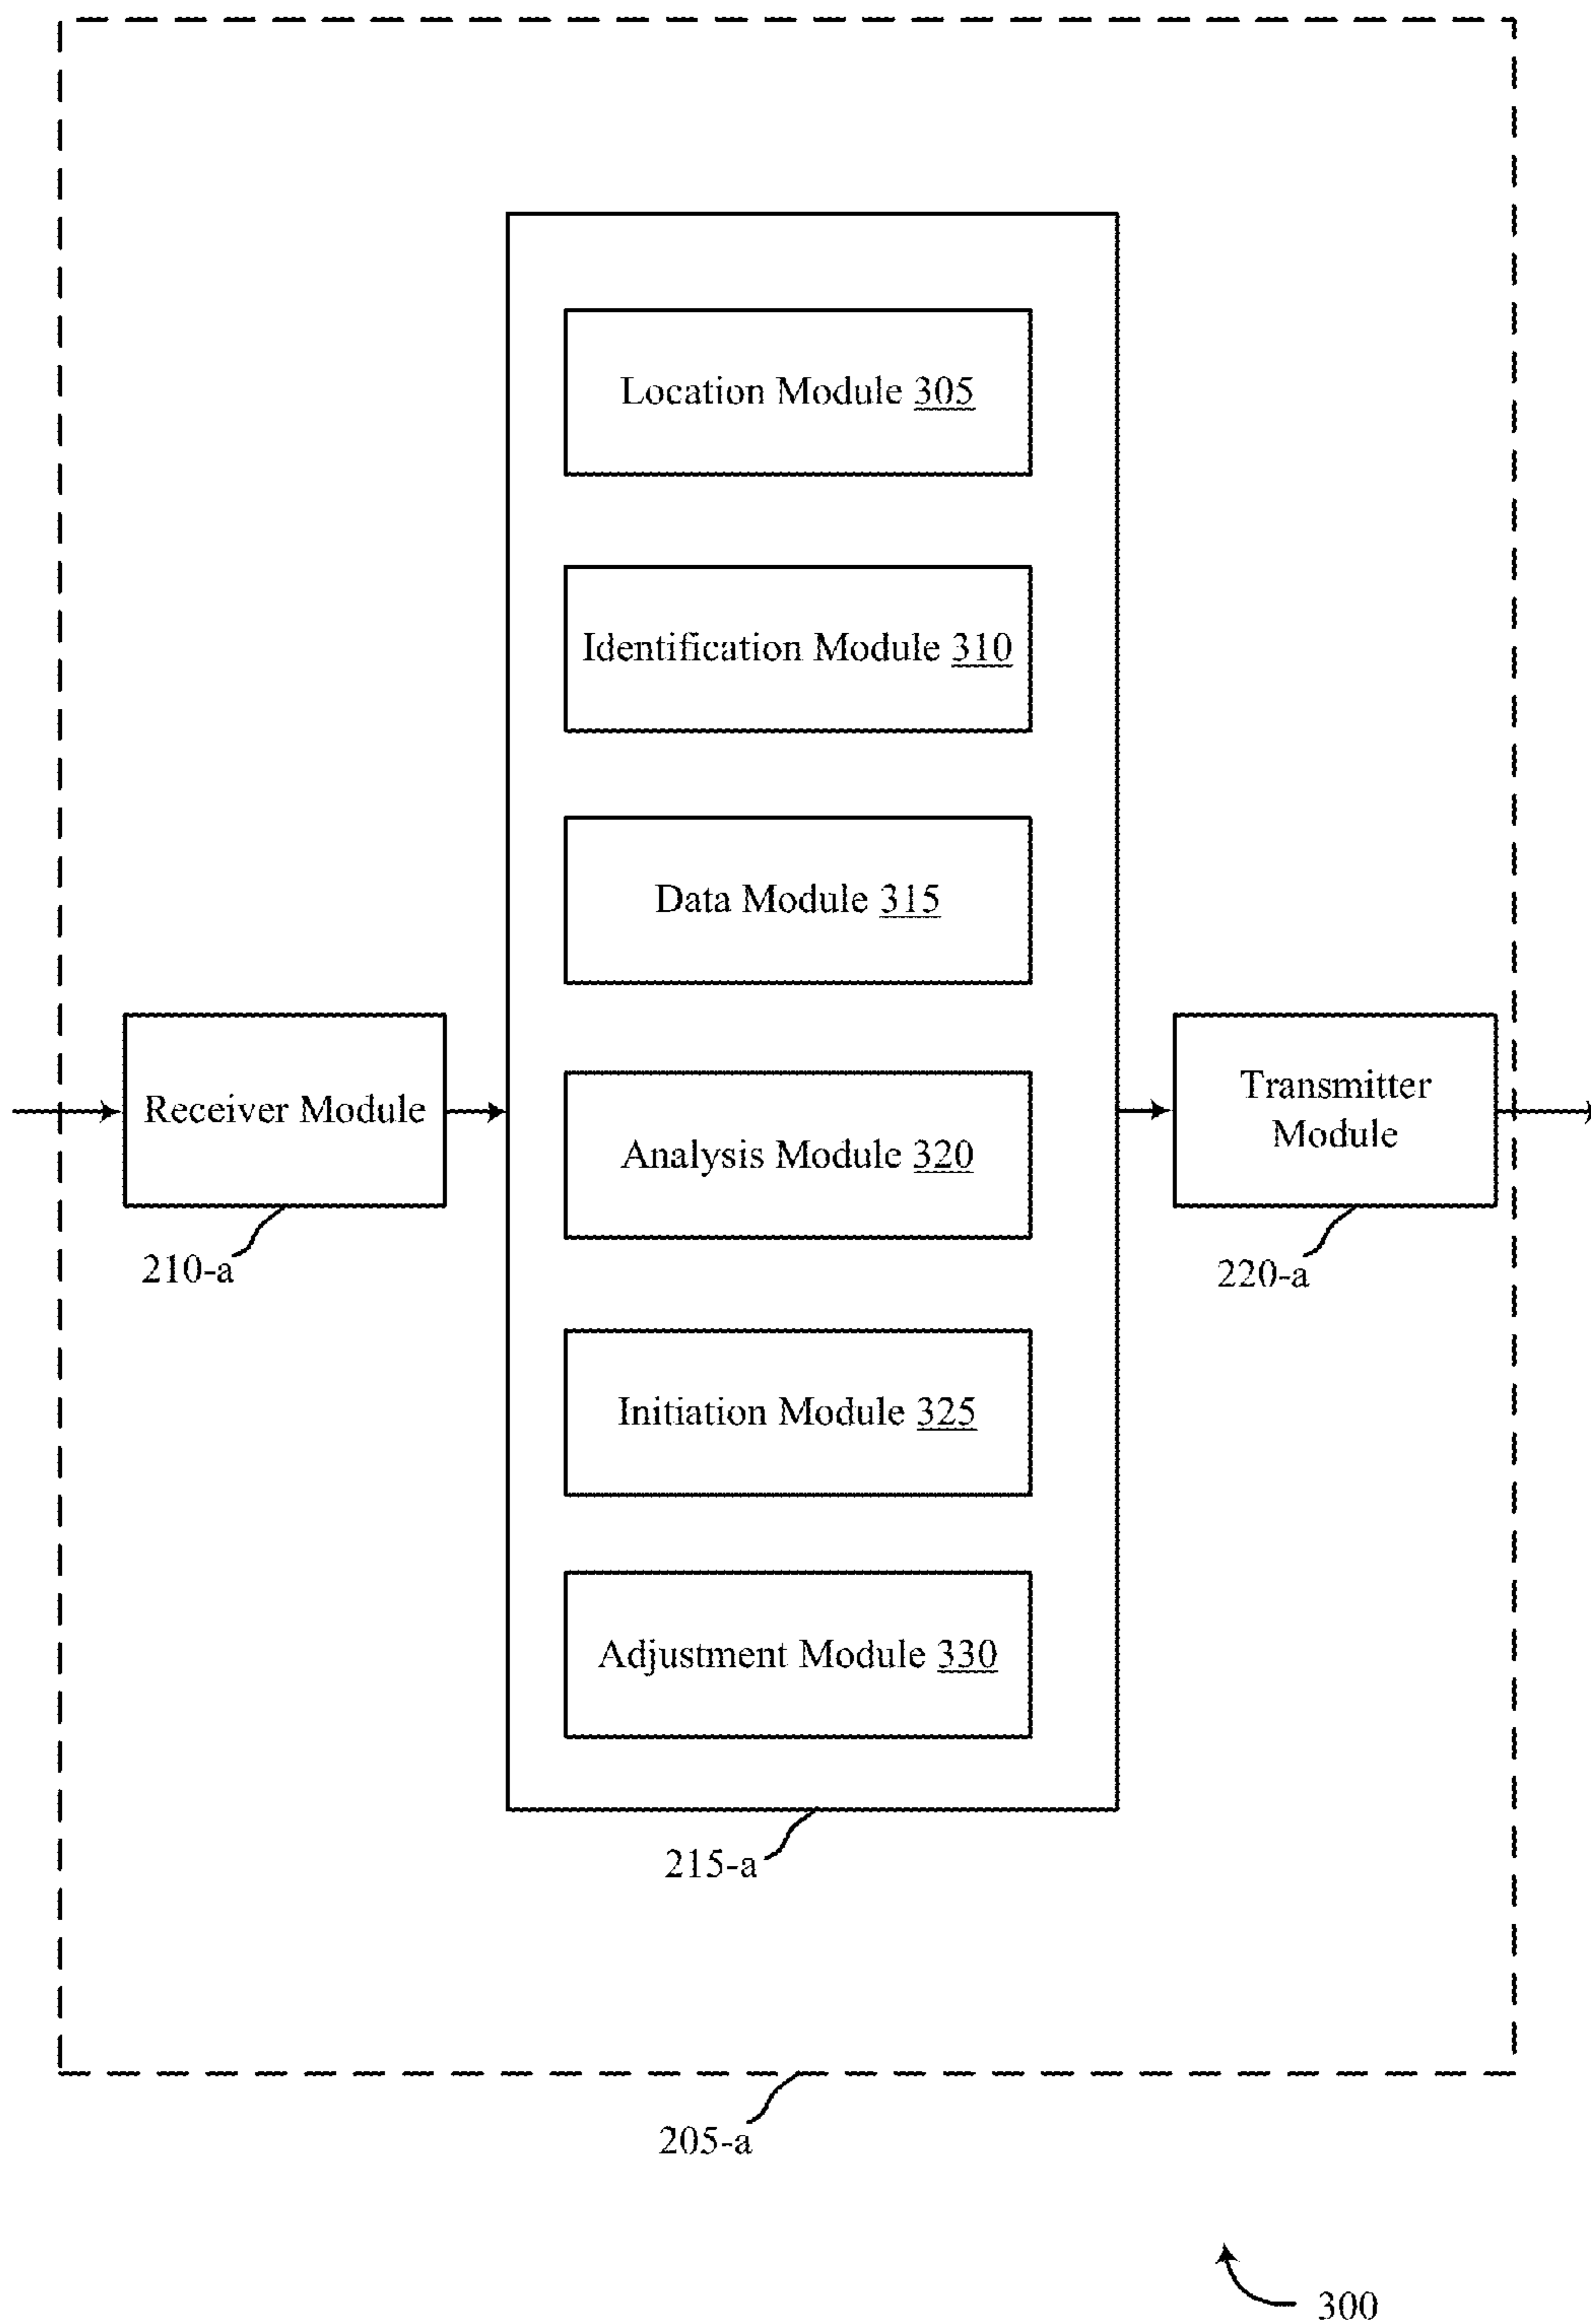 Location Module 305
Identification Module 310
Data Module 315
Receiver Module
Analysis Module 320
Transmitter
Module
210-a
220-a
Initiation Module 325
Adjustment Module 330
215-a
205-a
300